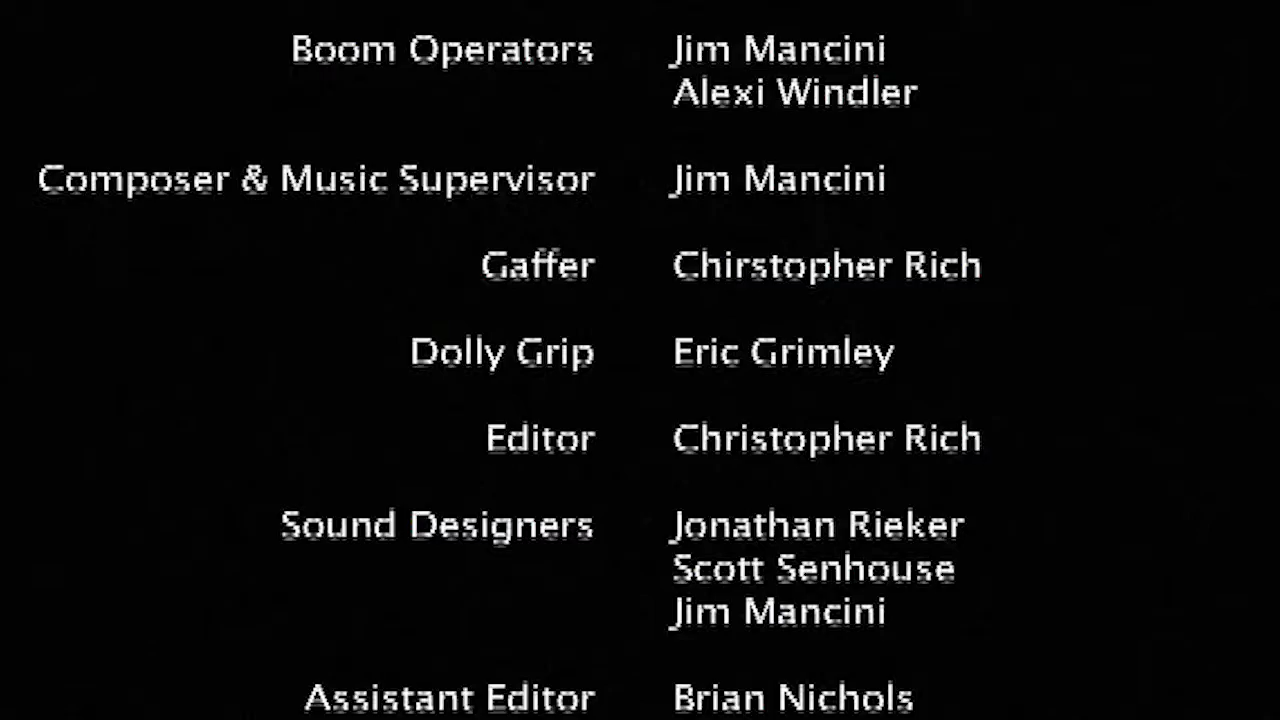 Boom Operators Jim Mancini
Alexi Windler
Composer & Music Supervisor Jim Mancini
Gaffer Chirstopher Rich
Dolly Grip Eric Grimley
Editor Christopher Rich
Sound Designers Jonathan Rieker
Scott Senhouse
Jim Mancini
Assistant Editor Brian Nichols